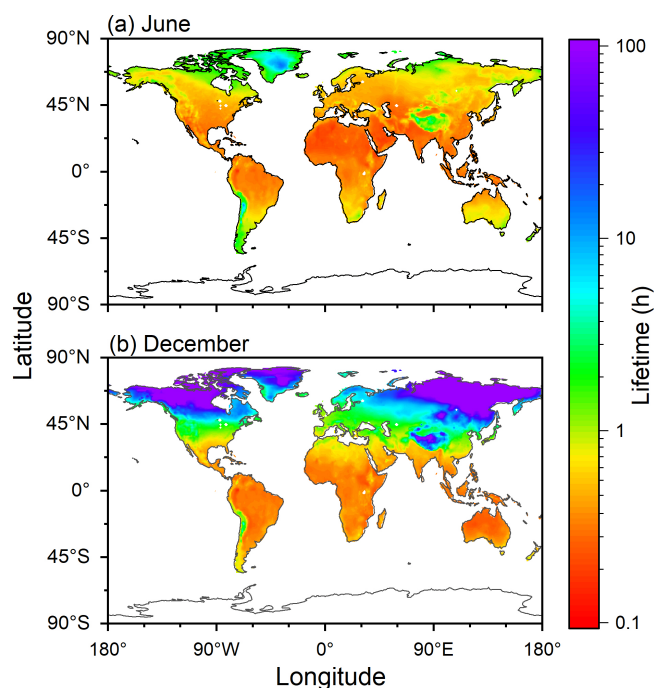 (a) June
90°N
45°N
0°
45°S
90°S
(b) December
90°N
45°N
0°
45°S
90°S
180°
90°W
0°
90°E
180°
Longitude
Latitude
100
10
1
0.1
Lifetime (h)